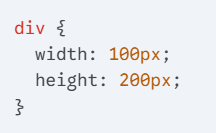 div {
  width: 100px;
  height: 200px;
}